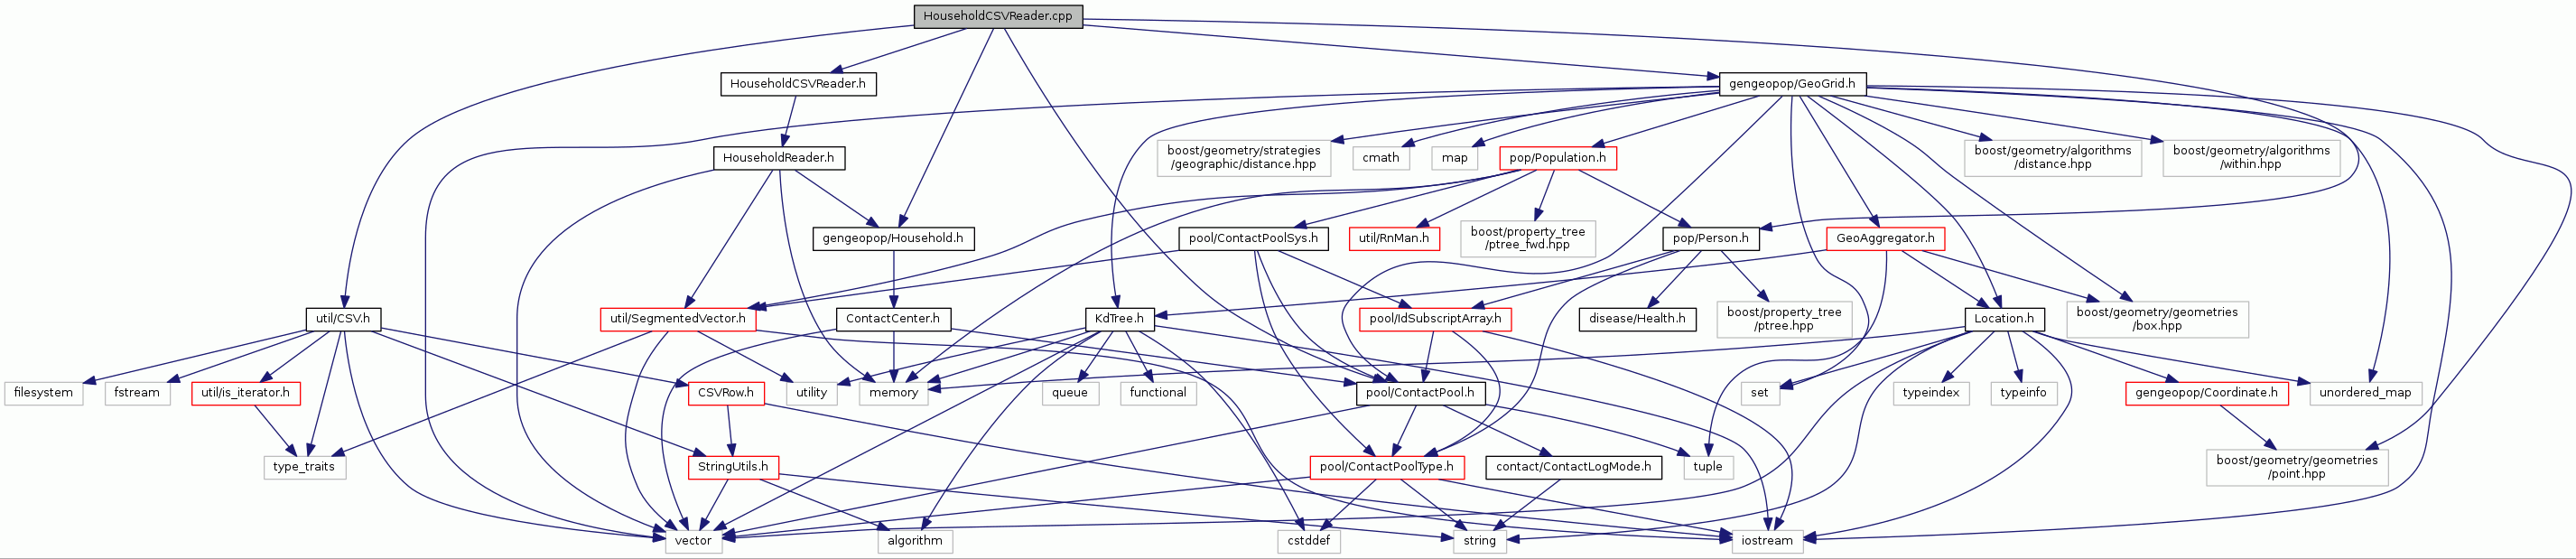 HouseholdCSVReader.cpp
HouseholdCSVReader.h
gengeopop/GeoGrid.h
HouseholdReader.h
boost/geometry/strategies
/geographic/distance.hpp
cmath
map
pop/Population.h
boost/geometry/algorithms
/distance.hpp
boost/geometry/algorithms
/within.hpp
gengeopop/Household.h
pool/ContactPoolSys.h
util/RnMan.h
boost/property_tree
/ptree_fwd.hpp
pop/Person.h
GeoAggregator.h
util/CSV.h
util/SegmentedVector.h
ContactCenter.h
KdTree.h
pool/IdSubscriptArray.h
disease/Health.h
boost/property_tree
/ptree.hpp
Location.h
boost/geometry/geometries
/box.hpp
filesystem
fstream
util/is_iterator.h
CSVRow.h
utility
memory
queue
functional
pool/ContactPool.h
set
typeindex
typeinfo
gengeopop/Coordinate.h
unordered_map
type_traits
StringUtils.h
pool/ContactPoolType.h
contact/ContactLogMode.h
tuple
boost/geometry/geometries
/point.hpp
vector
algorithm
cstddef
string
iostream